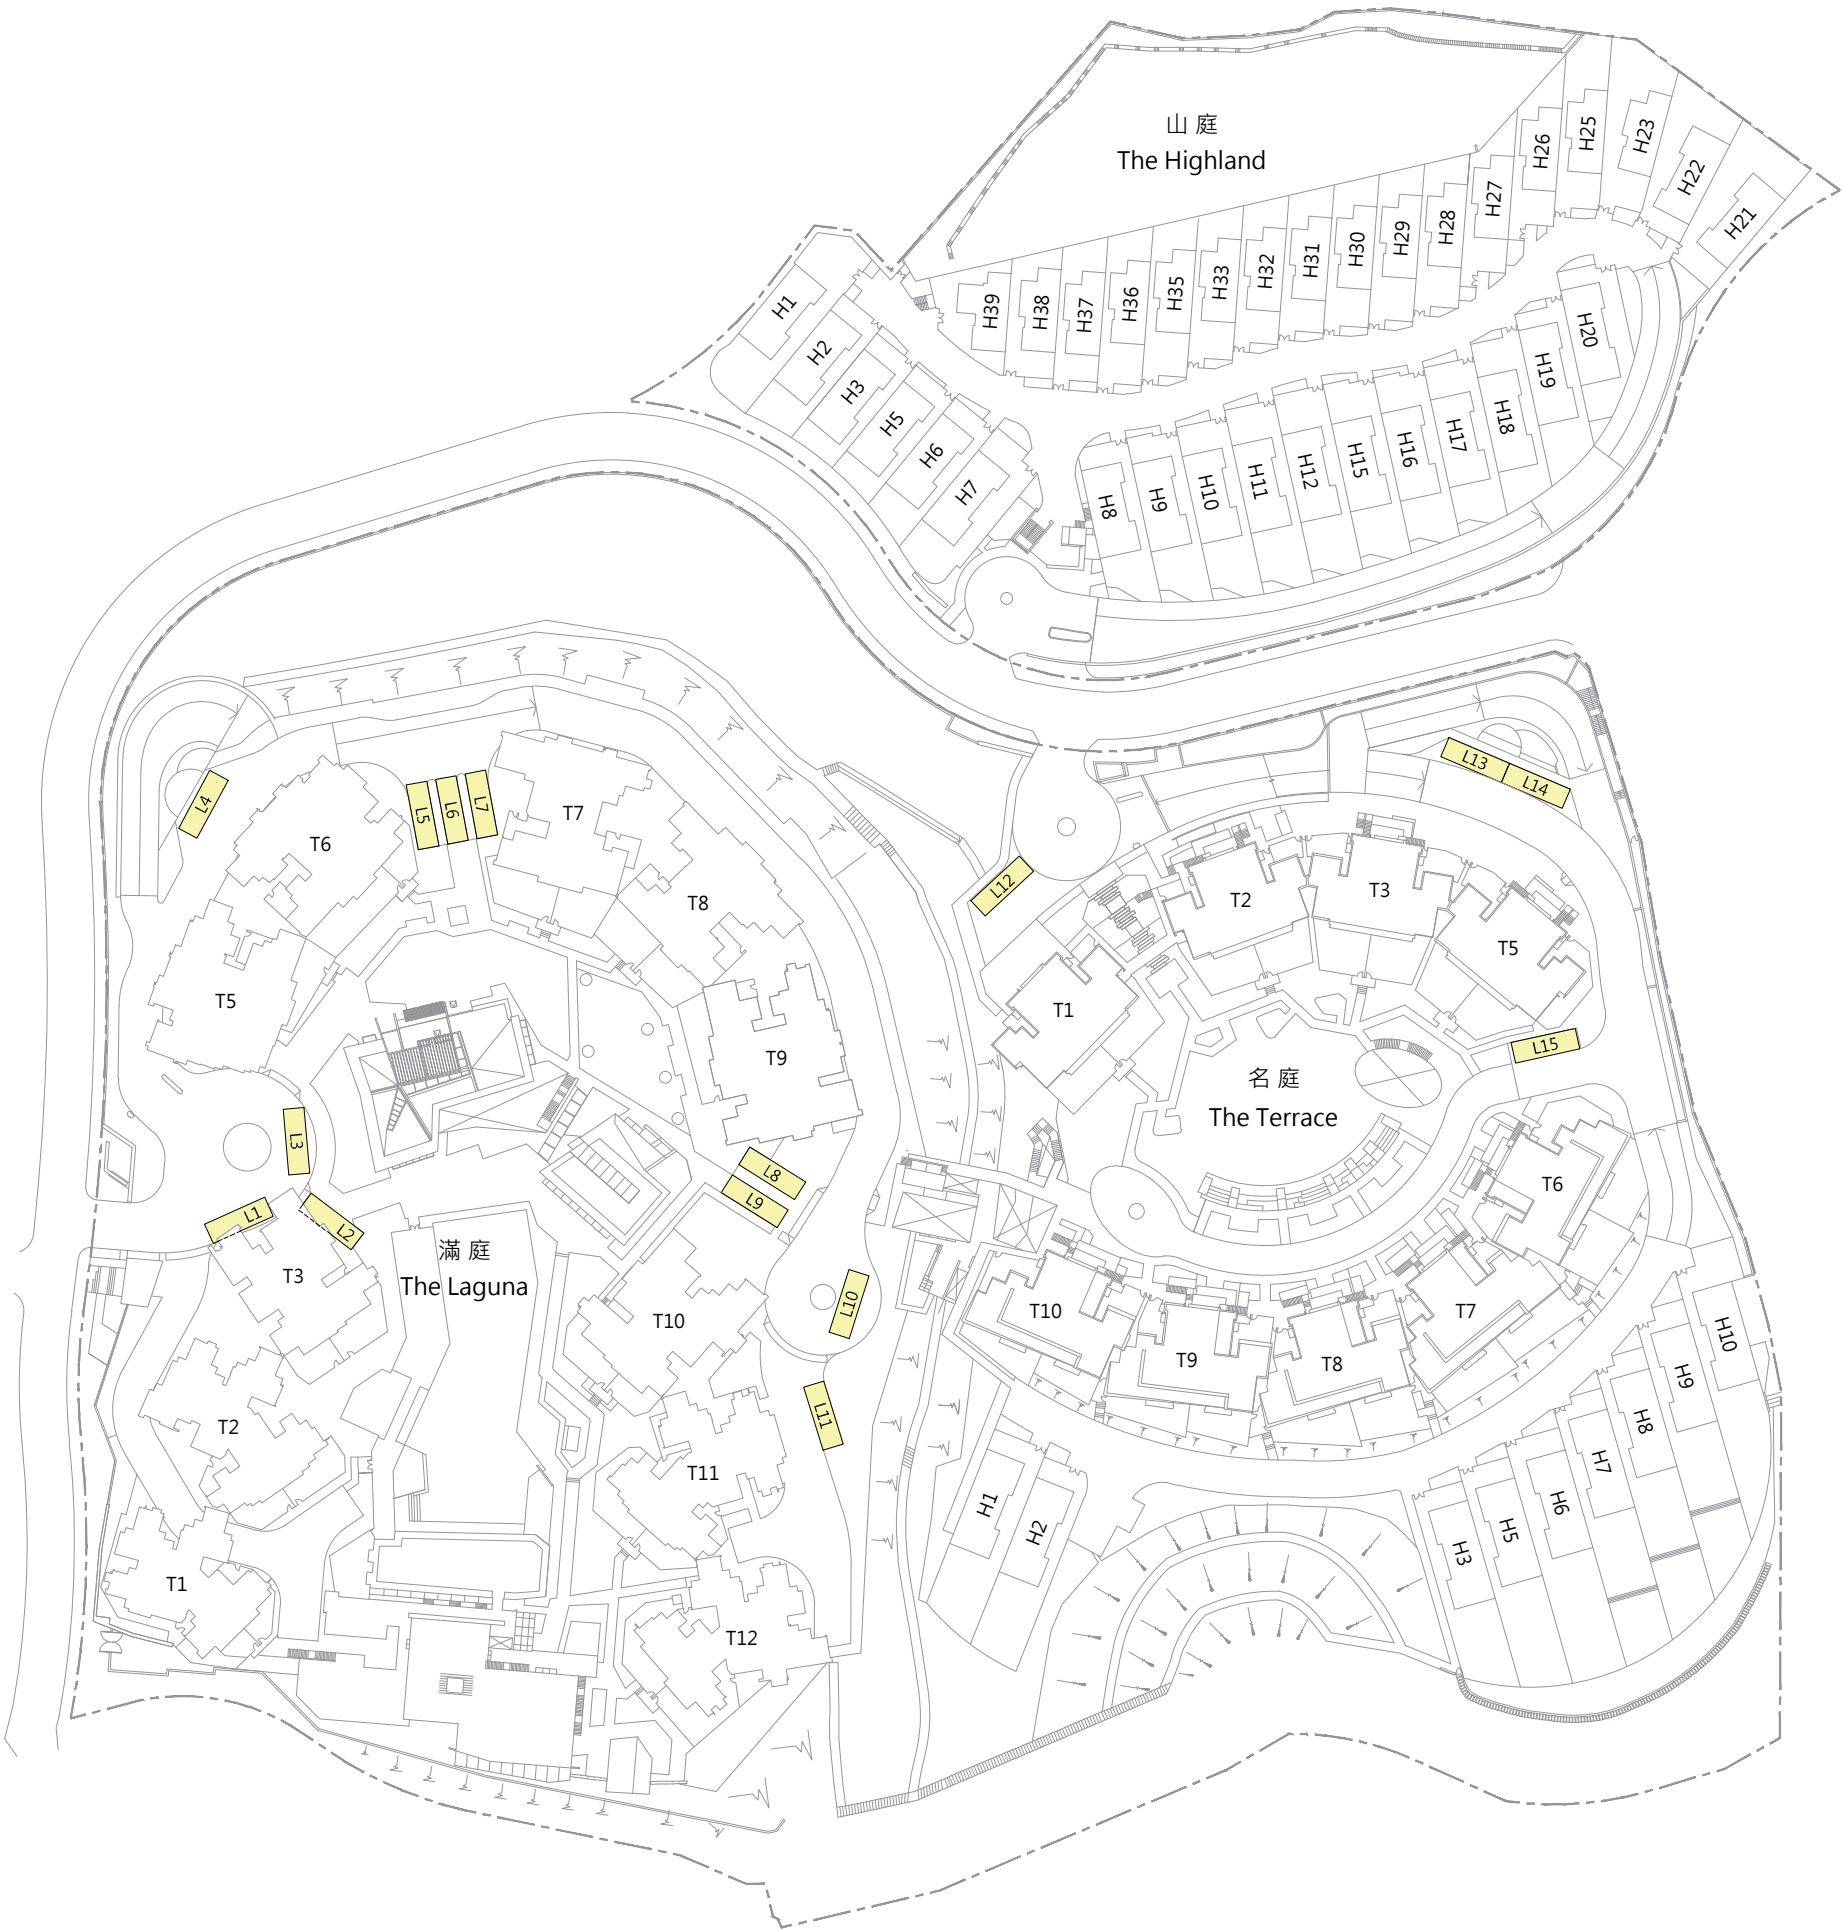 山庭
The Highland
H1
H2
H3
H5
H6
H7
H39
H38
H37
H36
H35
H33
H32
H31
H30
H29
H28
H27
H26
H25
H23
H22
H21
H20
H19
H18
H17
H16
H15
H12
H11
H10
H9
H8
滿庭
The Laguna
L4
L5
L6
L7
T6
T7
T8
T5
T9
L3
L8
L9
L1
L2
T3
L10
T10
L11
T2
T11
T1
T12
名庭
The Terrace
L13
L14
L12
T2
T3
T5
T1
L15
T6
T10
T9
T8
T7
H1
H2
H3
H5
H6
H7
H8
H9
H10